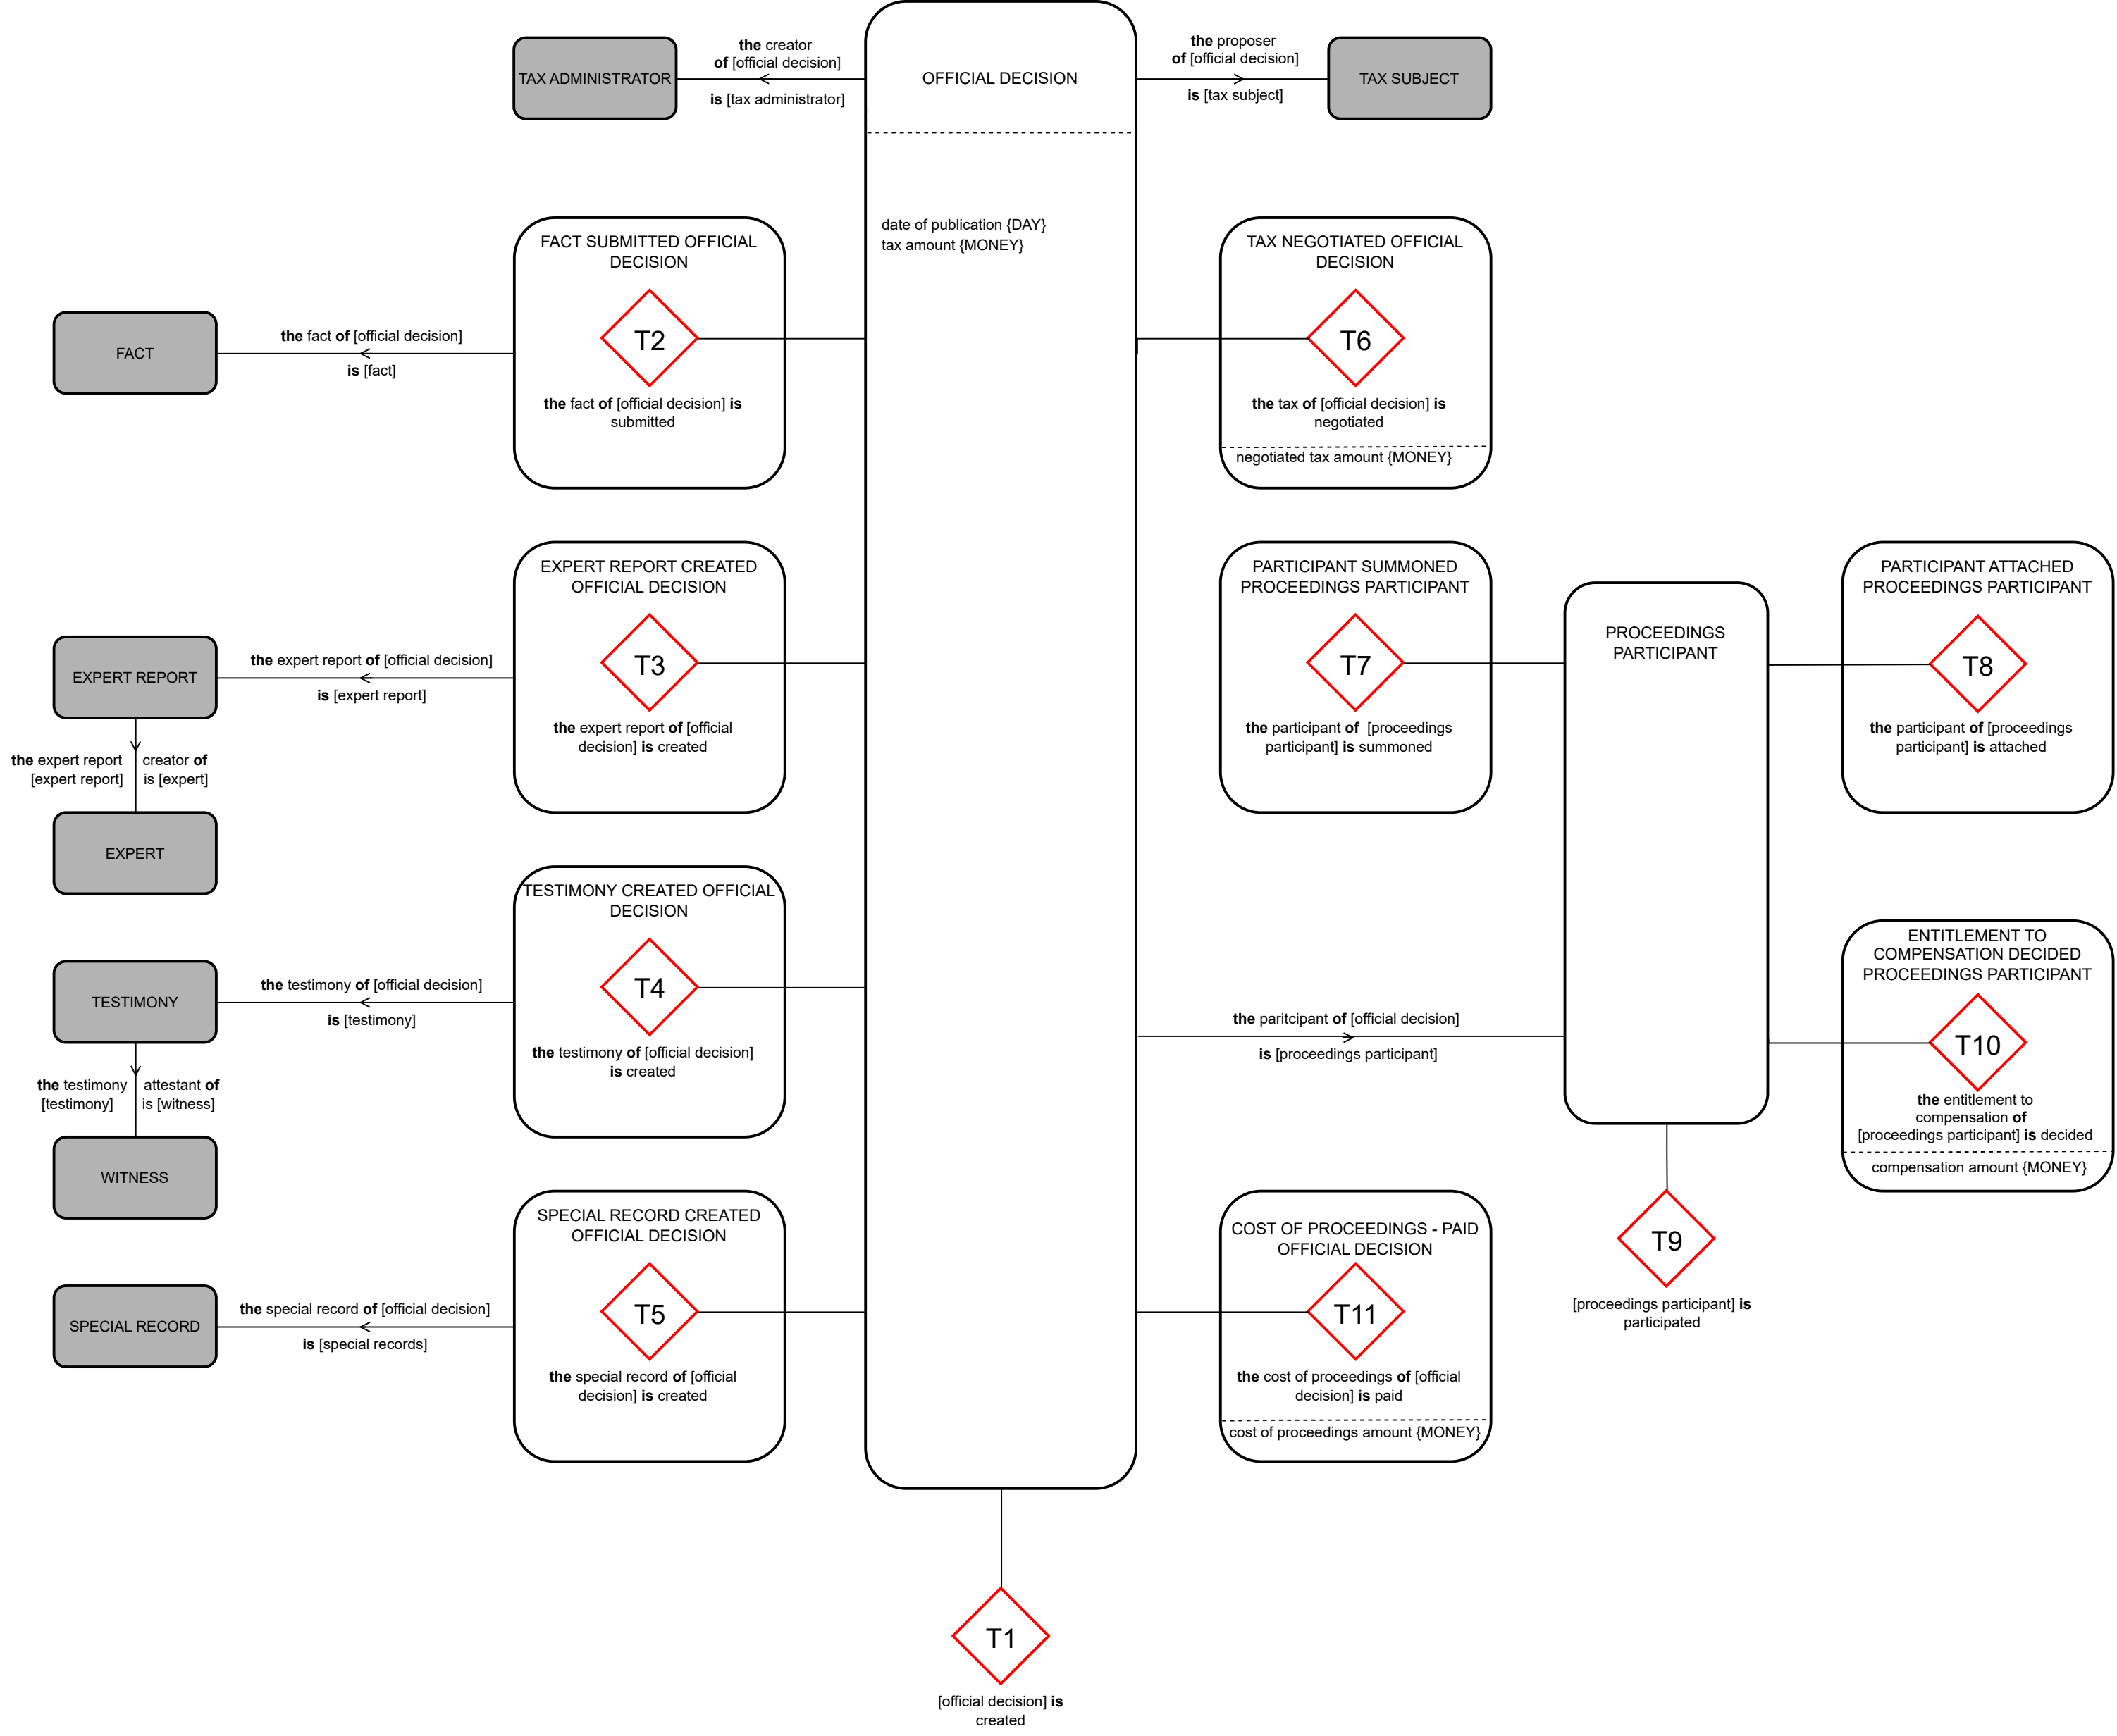 the creator
of [official decision]
is [tax administrator]
TAX ADMINISTRATOR
OFFICIAL DECISION
the proposer
of [official decision]
is [tax subject]
TAX SUBJECT
date of publication {DAY}
tax amount {MONEY}
FACT SUBMITTED OFFICIAL
DECISION
T2
the fact of [official decision] is
submitted
FACT
the fact of [official decision]
is [fact]
TAX NEGOTIATED OFFICIAL
DECISION
T6
the tax of [official decision] is
negotiated
negotiated tax amount {MONEY}
EXPERT REPORT CREATED
OFFICIAL DECISION
T3
the expert report of [official
decision] is created
EXPERT REPORT
the expert report of [official decision]
is [expert report]
the expert report creator of
[expert report] is [expert]
EXPERT
PARTICIPANT SUMMONED
PROCEEDINGS PARTICIPANT
T7
the participant of  [proceedings
participant] is summoned
PROCEEDINGS
PARTICIPANT
PARTICIPANT ATTACHED
PROCEEDINGS PARTICIPANT
T8
the participant of [proceedings
participant] is attached
TESTIMONY CREATED OFFICIAL
DECISION
T4
the testimony of [official decision]
is created
TESTIMONY
the testimony of [official decision]
is [testimony]
the testimony attestant of
[testimony] is [witness]
WITNESS
the paritcipant of [official decision]
is [proceedings participant]
ENTITLEMENT TO
COMPENSATION DECIDED
PROCEEDINGS PARTICIPANT
T10
the entitlement to
compensation of
[proceedings participant] is decided
compensation amount {MONEY}
SPECIAL RECORD CREATED
OFFICIAL DECISION
T5
the special record of [official
decision] is created
SPECIAL RECORD
the special record of [official decision]
is [special records]
COST OF PROCEEDINGS - PAID
OFFICIAL DECISION
T11
the cost of proceedings of [official
decision] is paid
cost of proceedings amount {MONEY}
T9
[proceedings participant] is
participated
T1
[official decision] is
created